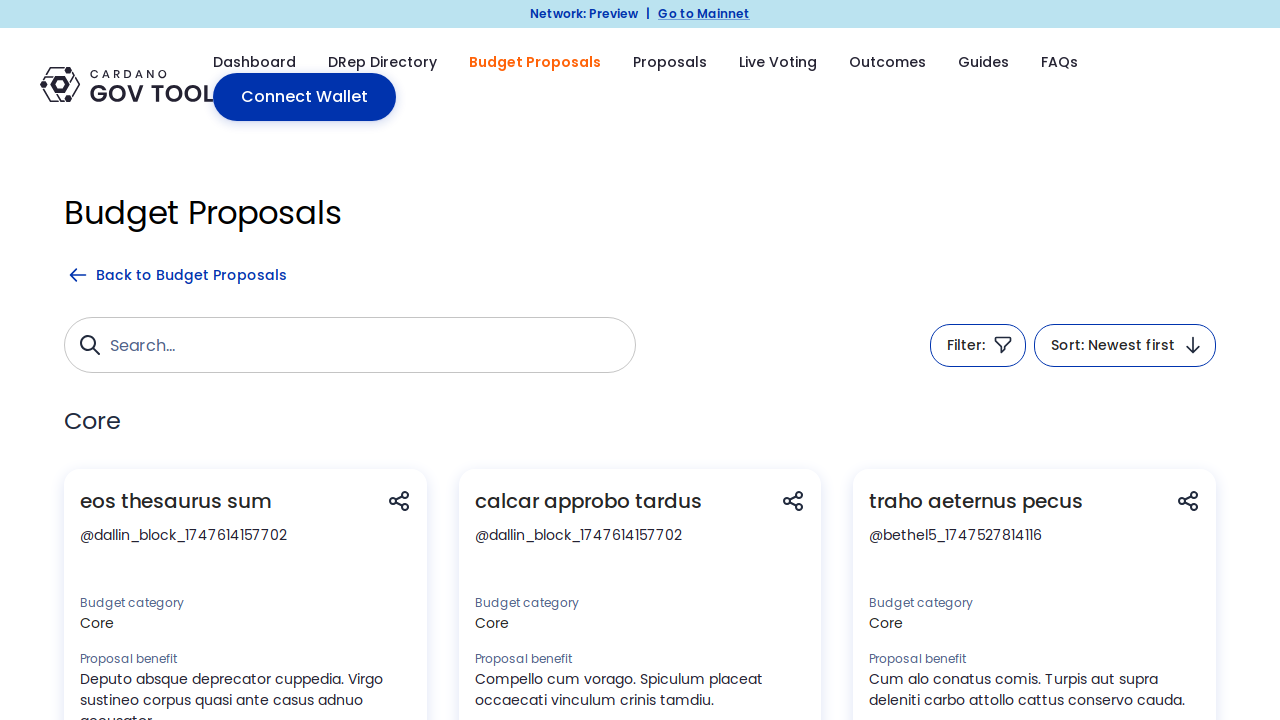 Network: Preview | Go to Mainnet
CARDANO
GOV TOOL
Dashboard DRep Directory Budget Proposals Proposals Live Voting Outcomes Guides FAQs
Connect Wallet
Budget Proposals
Back to Budget Proposals
Search...
Filter:
Sort: Newest first
Core
eos thesaurus sum
@dallin_block_1747614157702
Budget category
Core
Proposal benefit
Deputo absque deprecator cuppedia. Virgo
sustineo corpus quasi ante casus adnuo
accusator.
calcar approbo tardus
@dallin_block_1747614157702
Budget category
Core
Proposal benefit
Compello cum vorago. Spiculum placeat
occaecati vinculum crinis tamdiu.
traho aeternus pecus
@bethel5_1747527814116
Budget category
Core
Proposal benefit
Cum alo conatus comis. Turpis aut supra
deleniti carbo attollo cattus conservo cauda.